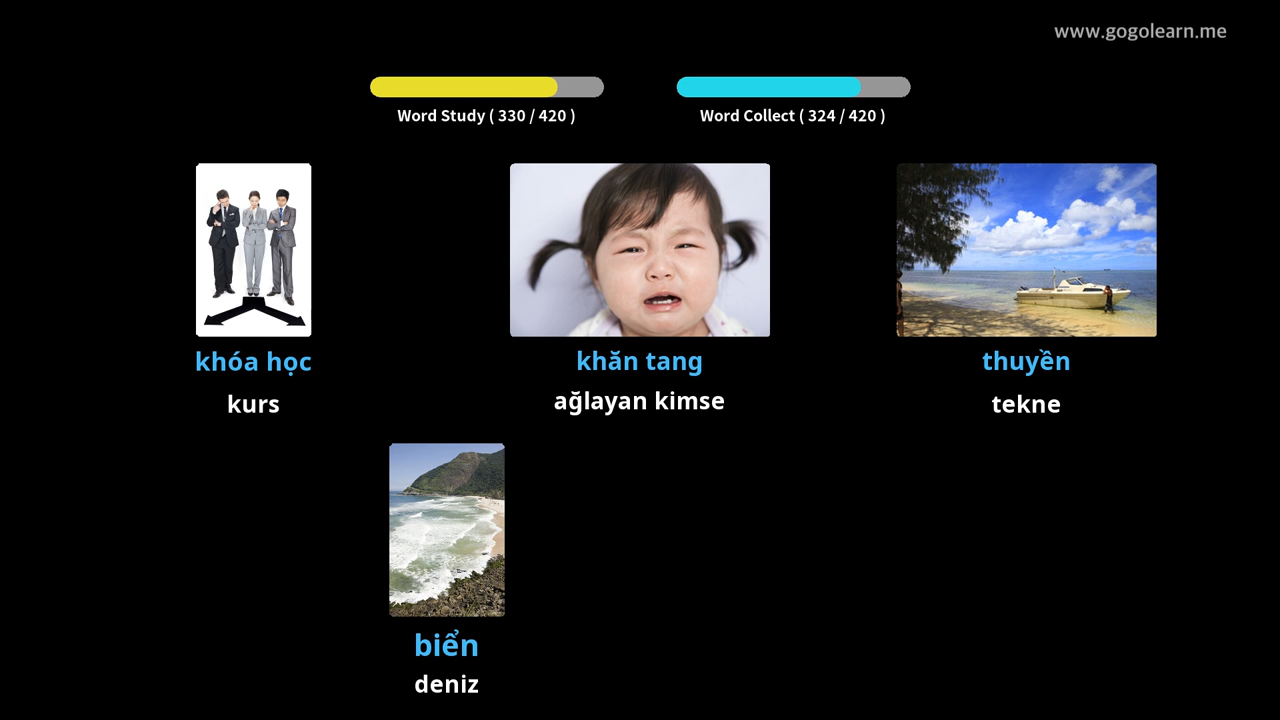 www.gogolearn.me
Word Study ( 330 / 420 )
Word Collect ( 324 / 420 )
khóa học
kurs
khăn tang
ağlayan kimse
thuyền
tekne
biển
deniz